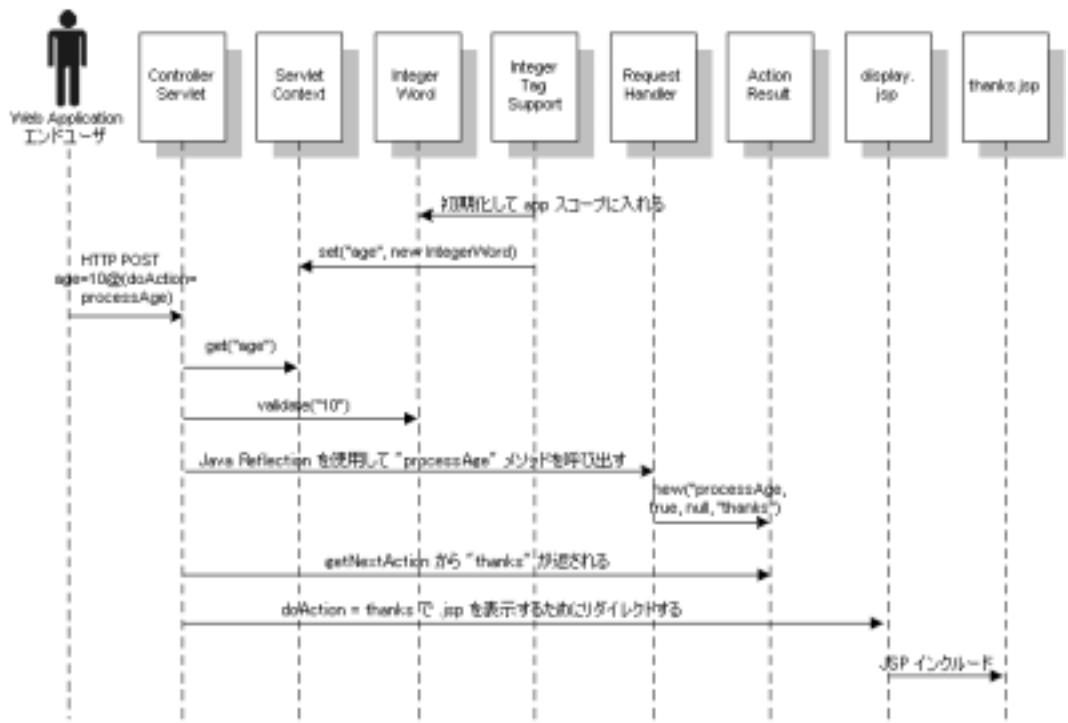 Web Application
エンドユーザ
Controller
Servlet
Servlet
Context
Integer
Word
Integer
Tag
Support
Request
Handler
Action
Result
display.
jsp
thanks.jsp
初期化して app スコープに入れる
set("age", new IntegerWord)
HTTP POST
age=10@(doAction=
processAge)
get("age")
validate("10")
Java Reflection を使用して "processAge" メソッドを呼び出す
new("processAge,
true, null, "thanks")
getNextAction から "thanks" が返される
doAction = thanks で .jsp を表示するためにリダイレクトする
JSP インクルード